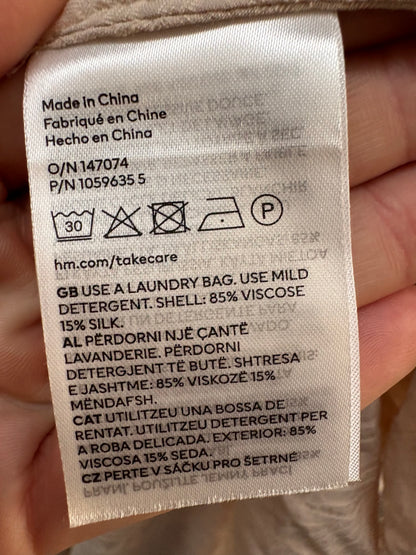 Made in China
Fabriqué en Chine
Hecho en China
O/N 147074
P/N 1059635 5
30
P
hm.com/takecare
GB USE A LAUNDRY BAG. USE MILD
DETERGENT. SHELL: 85% VISCOSE
15% SILK.
AL PËRDORNI NJË ÇANTË
LAVANDERIE. PËRDORNI
DETERGJENT TË BUTË. SHTRESA
E JASHTME: 85% VISKOZË 15%
MËNDAFSH.
CAT UTILITZEU UNA BOSSA DE
RENTAT. UTILITZEU DETERGENT PER
A ROBA DELICADA. EXTERIOR: 85%
VISCOSA 15% SEDA.
CZ PERTE V SÁČKU PRO ŠETRNÉ